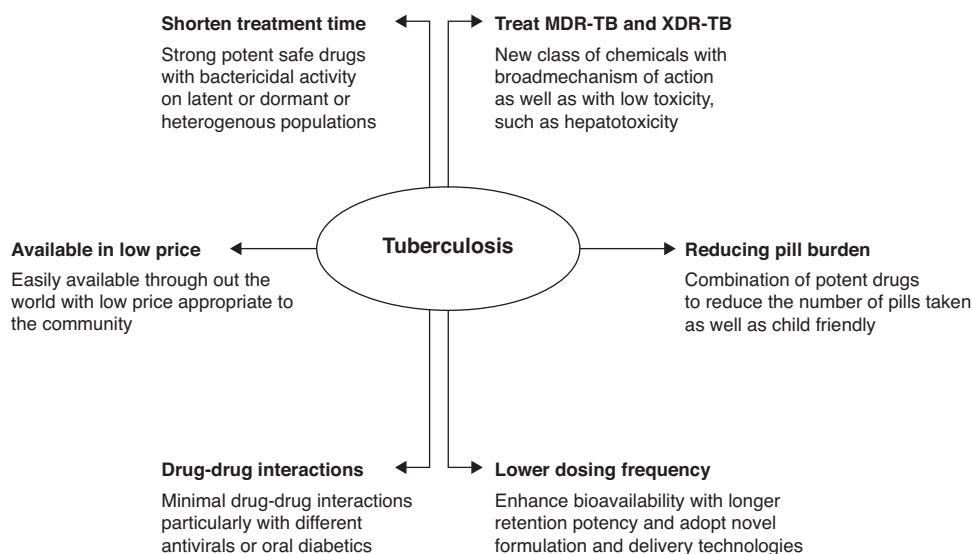 Shorten treatment time
Strong potent safe drugs
with bactericidal activity
on latent or dormant or
heterogenous populations
Treat MDR-TB and XDR-TB
New class of chemicals with
broadmechanism of action
as well as with low toxicity,
such as hepatotoxicity
Available in low price
Easily available through out the
world with low price appropriate to
the community
Tuberculosis
Reducing pill burden
Combination of potent drugs
to reduce the number of pills taken
as well as child friendly
Drug-drug interactions
Minimal drug-drug interactions
particularly with different
antivirals or oral diabetics
Lower dosing frequency
Enhance bioavailability with longer
retention potency and adopt novel
formulation and delivery technologies